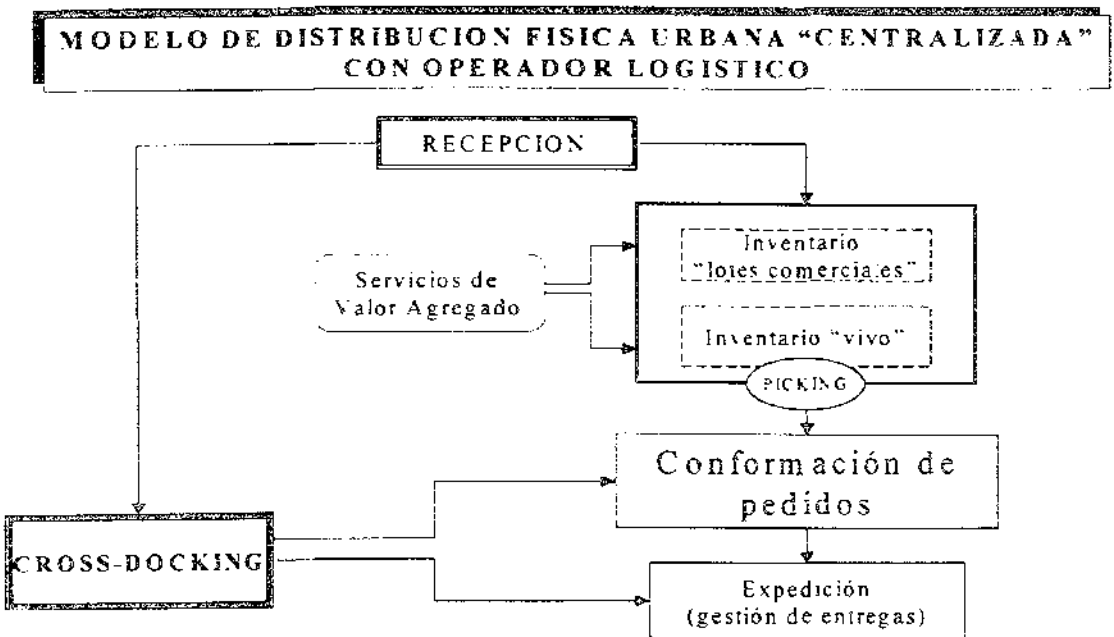 MODELO DE DISTRIBUCION FISICA URBANA “CENTRALIZADA”
CON OPERADOR LOGISTICO
RECEPCION
Inventario
“lotes comerciales”
Servicios de
Valor Agregado
Inventario “vivo”
PICKING
Conformación de
pedidos
CROSS-DOCKING
Expedición
(gestión de entregas)